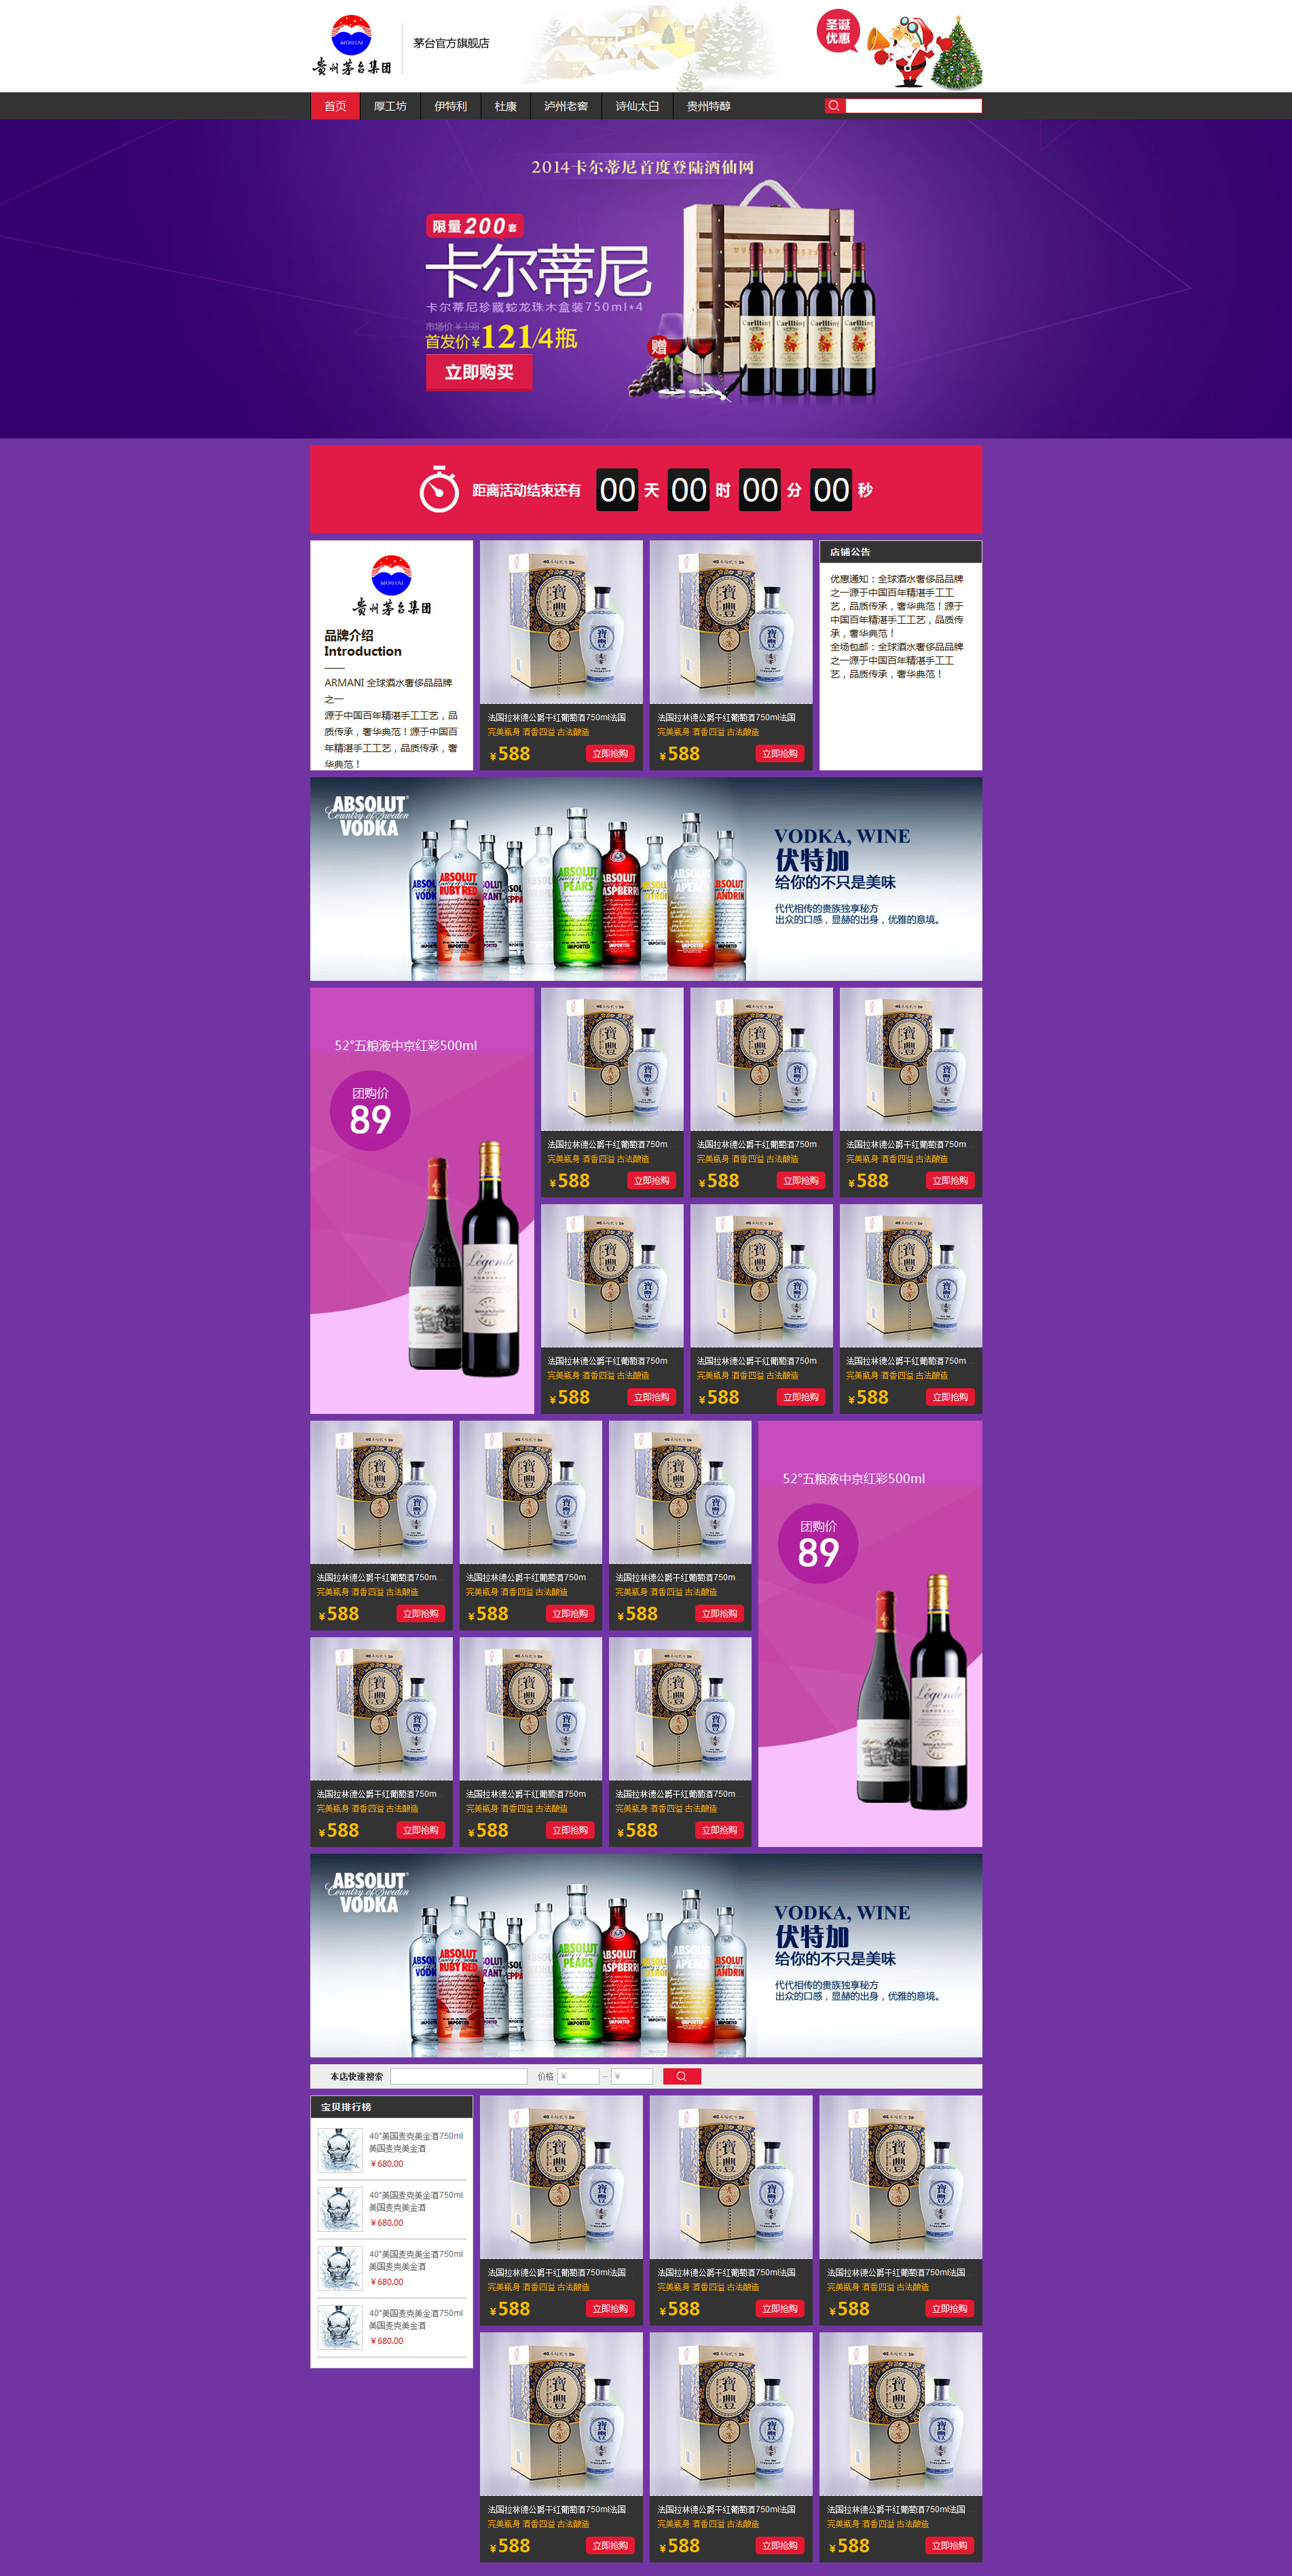 MOUTAI
贵州茅台集团
茅台官方旗舰店
圣诞
优惠
首页
厚工坊
伊特利
杜康
泸州老窖
诗仙太白
贵州特醇
2014卡尔蒂尼首度登陆酒仙网
限量200套
卡尔蒂尼
卡尔蒂尼珍藏蛇龙珠木盒装750ml*4
市场价¥198
首发价¥121/4瓶
立即购买
赠
Carllting Carllting Carllting Carllting
距离活动结束还有 00 天 00 时 00 分 00 秒
贵州茅台集团
品牌介绍
Introduction
ARMANI 全球酒水奢侈品品牌
之一
源于中国百年精湛手工工艺，品
质传承，奢华典范！源于中国百
年精湛手工工艺，品质传承，奢
华典范！
寶豐
法国拉林德公爵干红葡萄酒750ml法国
完美瓶身 酒香四溢 古法酿造
¥588 立即抢购
寶豐
法国拉林德公爵干红葡萄酒750ml法国
完美瓶身 酒香四溢 古法酿造
¥588 立即抢购
店铺公告
优惠通知：全球酒水奢侈品品牌
之一源于中国百年精湛手工工
艺，品质传承，奢华典范！源于
中国百年精湛手工工艺，品质传
承，奢华典范！
全场包邮：全球酒水奢侈品品牌
之一源于中国百年精湛手工工
艺，品质传承，奢华典范！
ABSOLUT
Country of Sweden
VODKA
VODKA, WINE
伏特加
给你的不只是美味
代代相传的贵族独享秘方
出众的口感，显赫的出身，优雅的意境。
52°五粮液中京红彩500ml
团购价
89
Légende
BORDEAUX
法国拉林德公爵干红葡萄酒750m...
完美瓶身 酒香四溢 古法酿造
¥588 立即抢购
法国拉林德公爵干红葡萄酒750m...
完美瓶身 酒香四溢 古法酿造
¥588 立即抢购
法国拉林德公爵干红葡萄酒750m...
完美瓶身 酒香四溢 古法酿造
¥588 立即抢购
法国拉林德公爵干红葡萄酒750m...
完美瓶身 酒香四溢 古法酿造
¥588 立即抢购
法国拉林德公爵干红葡萄酒750m...
完美瓶身 酒香四溢 古法酿造
¥588 立即抢购
法国拉林德公爵干红葡萄酒750m...
完美瓶身 酒香四溢 古法酿造
¥588 立即抢购
法国拉林德公爵干红葡萄酒750m...
完美瓶身 酒香四溢 古法酿造
¥588 立即抢购
法国拉林德公爵干红葡萄酒750m...
完美瓶身 酒香四溢 古法酿造
¥588 立即抢购
法国拉林德公爵干红葡萄酒750m...
完美瓶身 酒香四溢 古法酿造
¥588 立即抢购
52°五粮液中京红彩500ml
团购价
89
Légende
BORDEAUX
法国拉林德公爵干红葡萄酒750m...
完美瓶身 酒香四溢 古法酿造
¥588 立即抢购
法国拉林德公爵干红葡萄酒750m...
完美瓶身 酒香四溢 古法酿造
¥588 立即抢购
法国拉林德公爵干红葡萄酒750m...
完美瓶身 酒香四溢 古法酿造
¥588 立即抢购
ABSOLUT
Country of Sweden
VODKA
VODKA, WINE
伏特加
给你的不只是美味
代代相传的贵族独享秘方
出众的口感，显赫的出身，优雅的意境。
本店快速搜索 价格 ¥ – ¥
宝贝排行榜
40°美国麦克美金酒750ml
美国麦克美金酒
¥680.00
40°美国麦克美金酒750ml
美国麦克美金酒
¥680.00
40°美国麦克美金酒750ml
美国麦克美金酒
¥680.00
40°美国麦克美金酒750ml
美国麦克美金酒
¥680.00
法国拉林德公爵干红葡萄酒750ml法国
完美瓶身 酒香四溢 古法酿造
¥588 立即抢购
法国拉林德公爵干红葡萄酒750ml法国
完美瓶身 酒香四溢 古法酿造
¥588 立即抢购
法国拉林德公爵干红葡萄酒750ml法国
完美瓶身 酒香四溢 古法酿造
¥588 立即抢购
法国拉林德公爵干红葡萄酒750ml法国
完美瓶身 酒香四溢 古法酿造
¥588 立即抢购
法国拉林德公爵干红葡萄酒750ml法国
完美瓶身 酒香四溢 古法酿造
¥588 立即抢购
法国拉林德公爵干红葡萄酒750ml法国
完美瓶身 酒香四溢 古法酿造
¥588 立即抢购